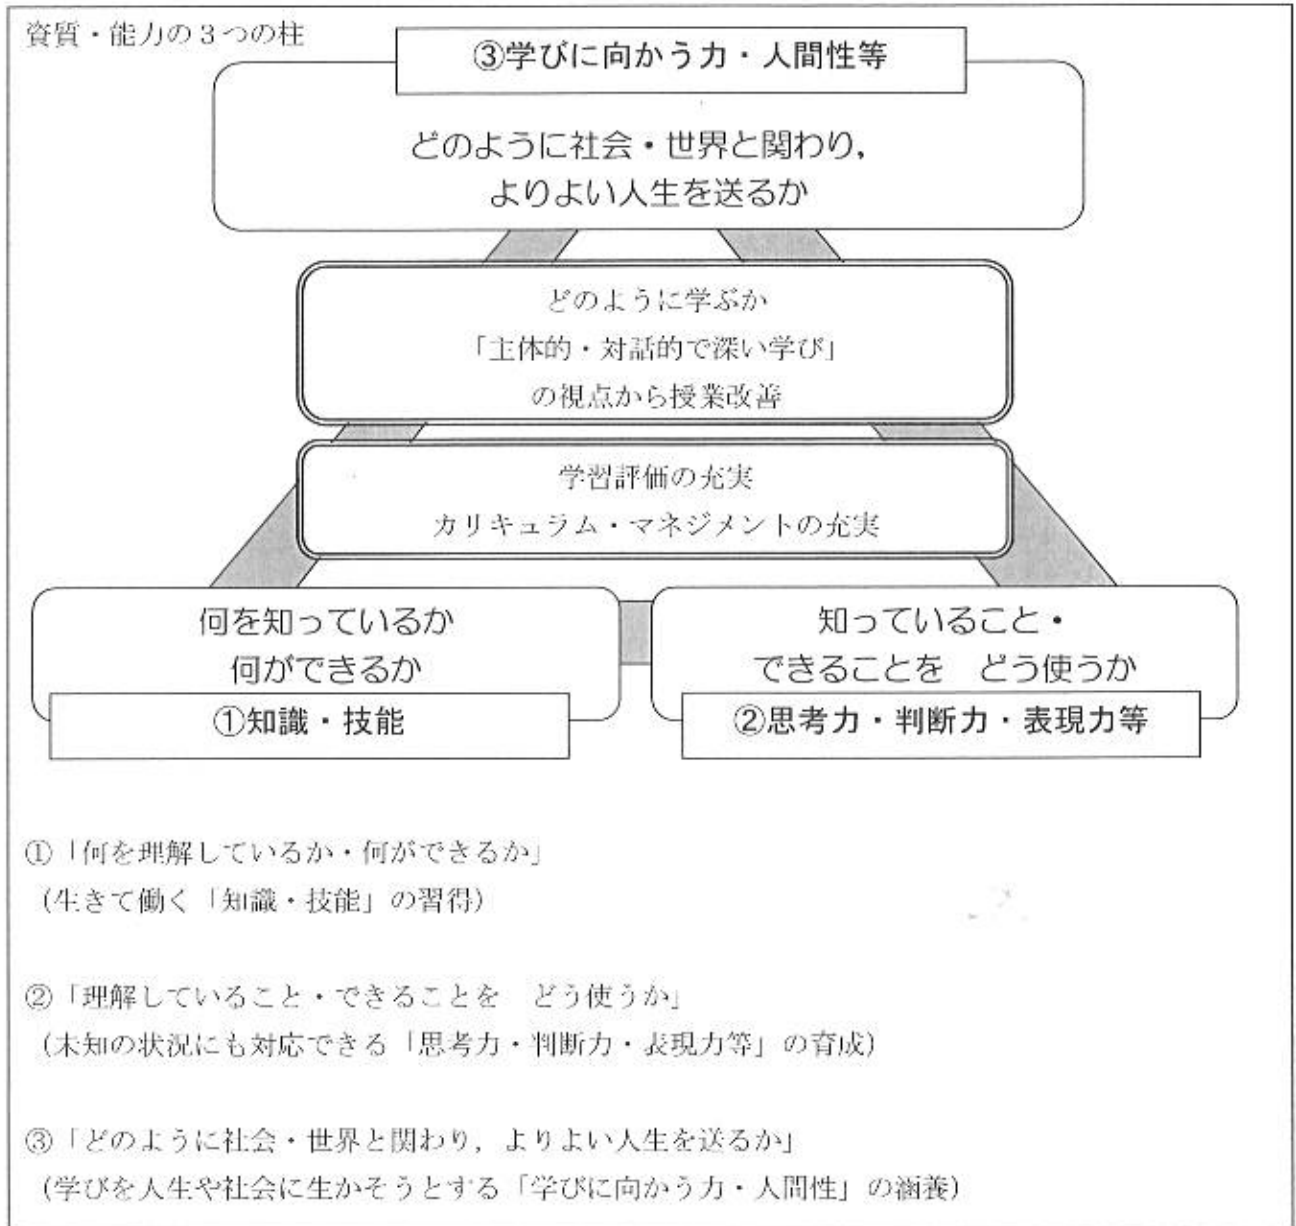 資質・能力の3つの柱
③学びに向かう力・人間性等
どのように社会・世界と関わり，
よりよい人生を送るか
どのように学ぶか
「主体的・対話的で深い学び」
の視点から授業改善
学習評価の充実
カリキュラム・マネジメントの充実
何を知っているか
何ができるか
①知識・技能
知っていること・
できることを　どう使うか
②思考力・判断力・表現力等
①「何を理解しているか・何ができるか」
（生きて働く「知識・技能」の習得）
②「理解していること・できることを　どう使うか」
（未知の状況にも対応できる「思考力・判断力・表現力等」の育成）
③「どのように社会・世界と関わり，よりよい人生を送るか」
（学びを人生や社会に生かそうとする「学びに向かう力・人間性」の涵養）